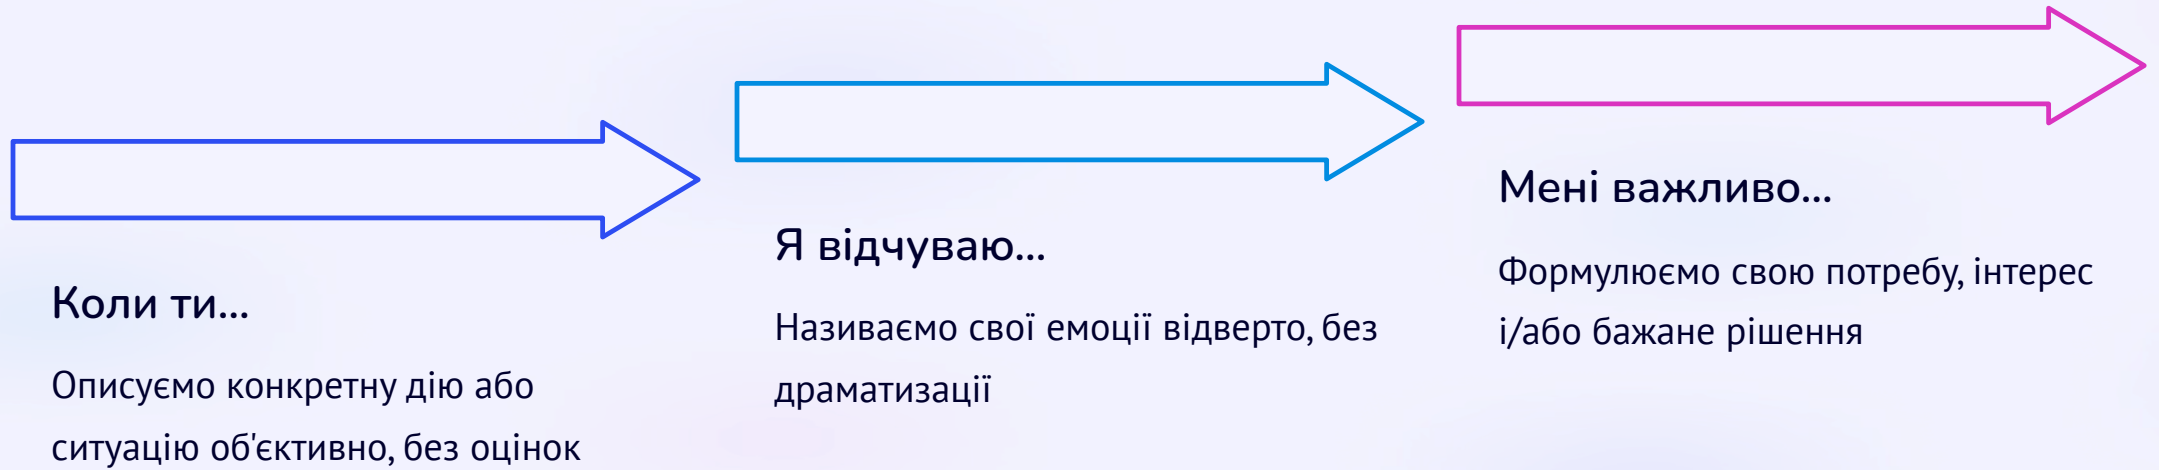 Коли ти...
Описуємо конкретну дію або
ситуацію об'єктивно, без оцінок
Я відчуваю...
Називаємо свої емоції відверто, без
драматизації
Мені важливо...
Формулюємо свою потребу, інтерес
і/або бажане рішення